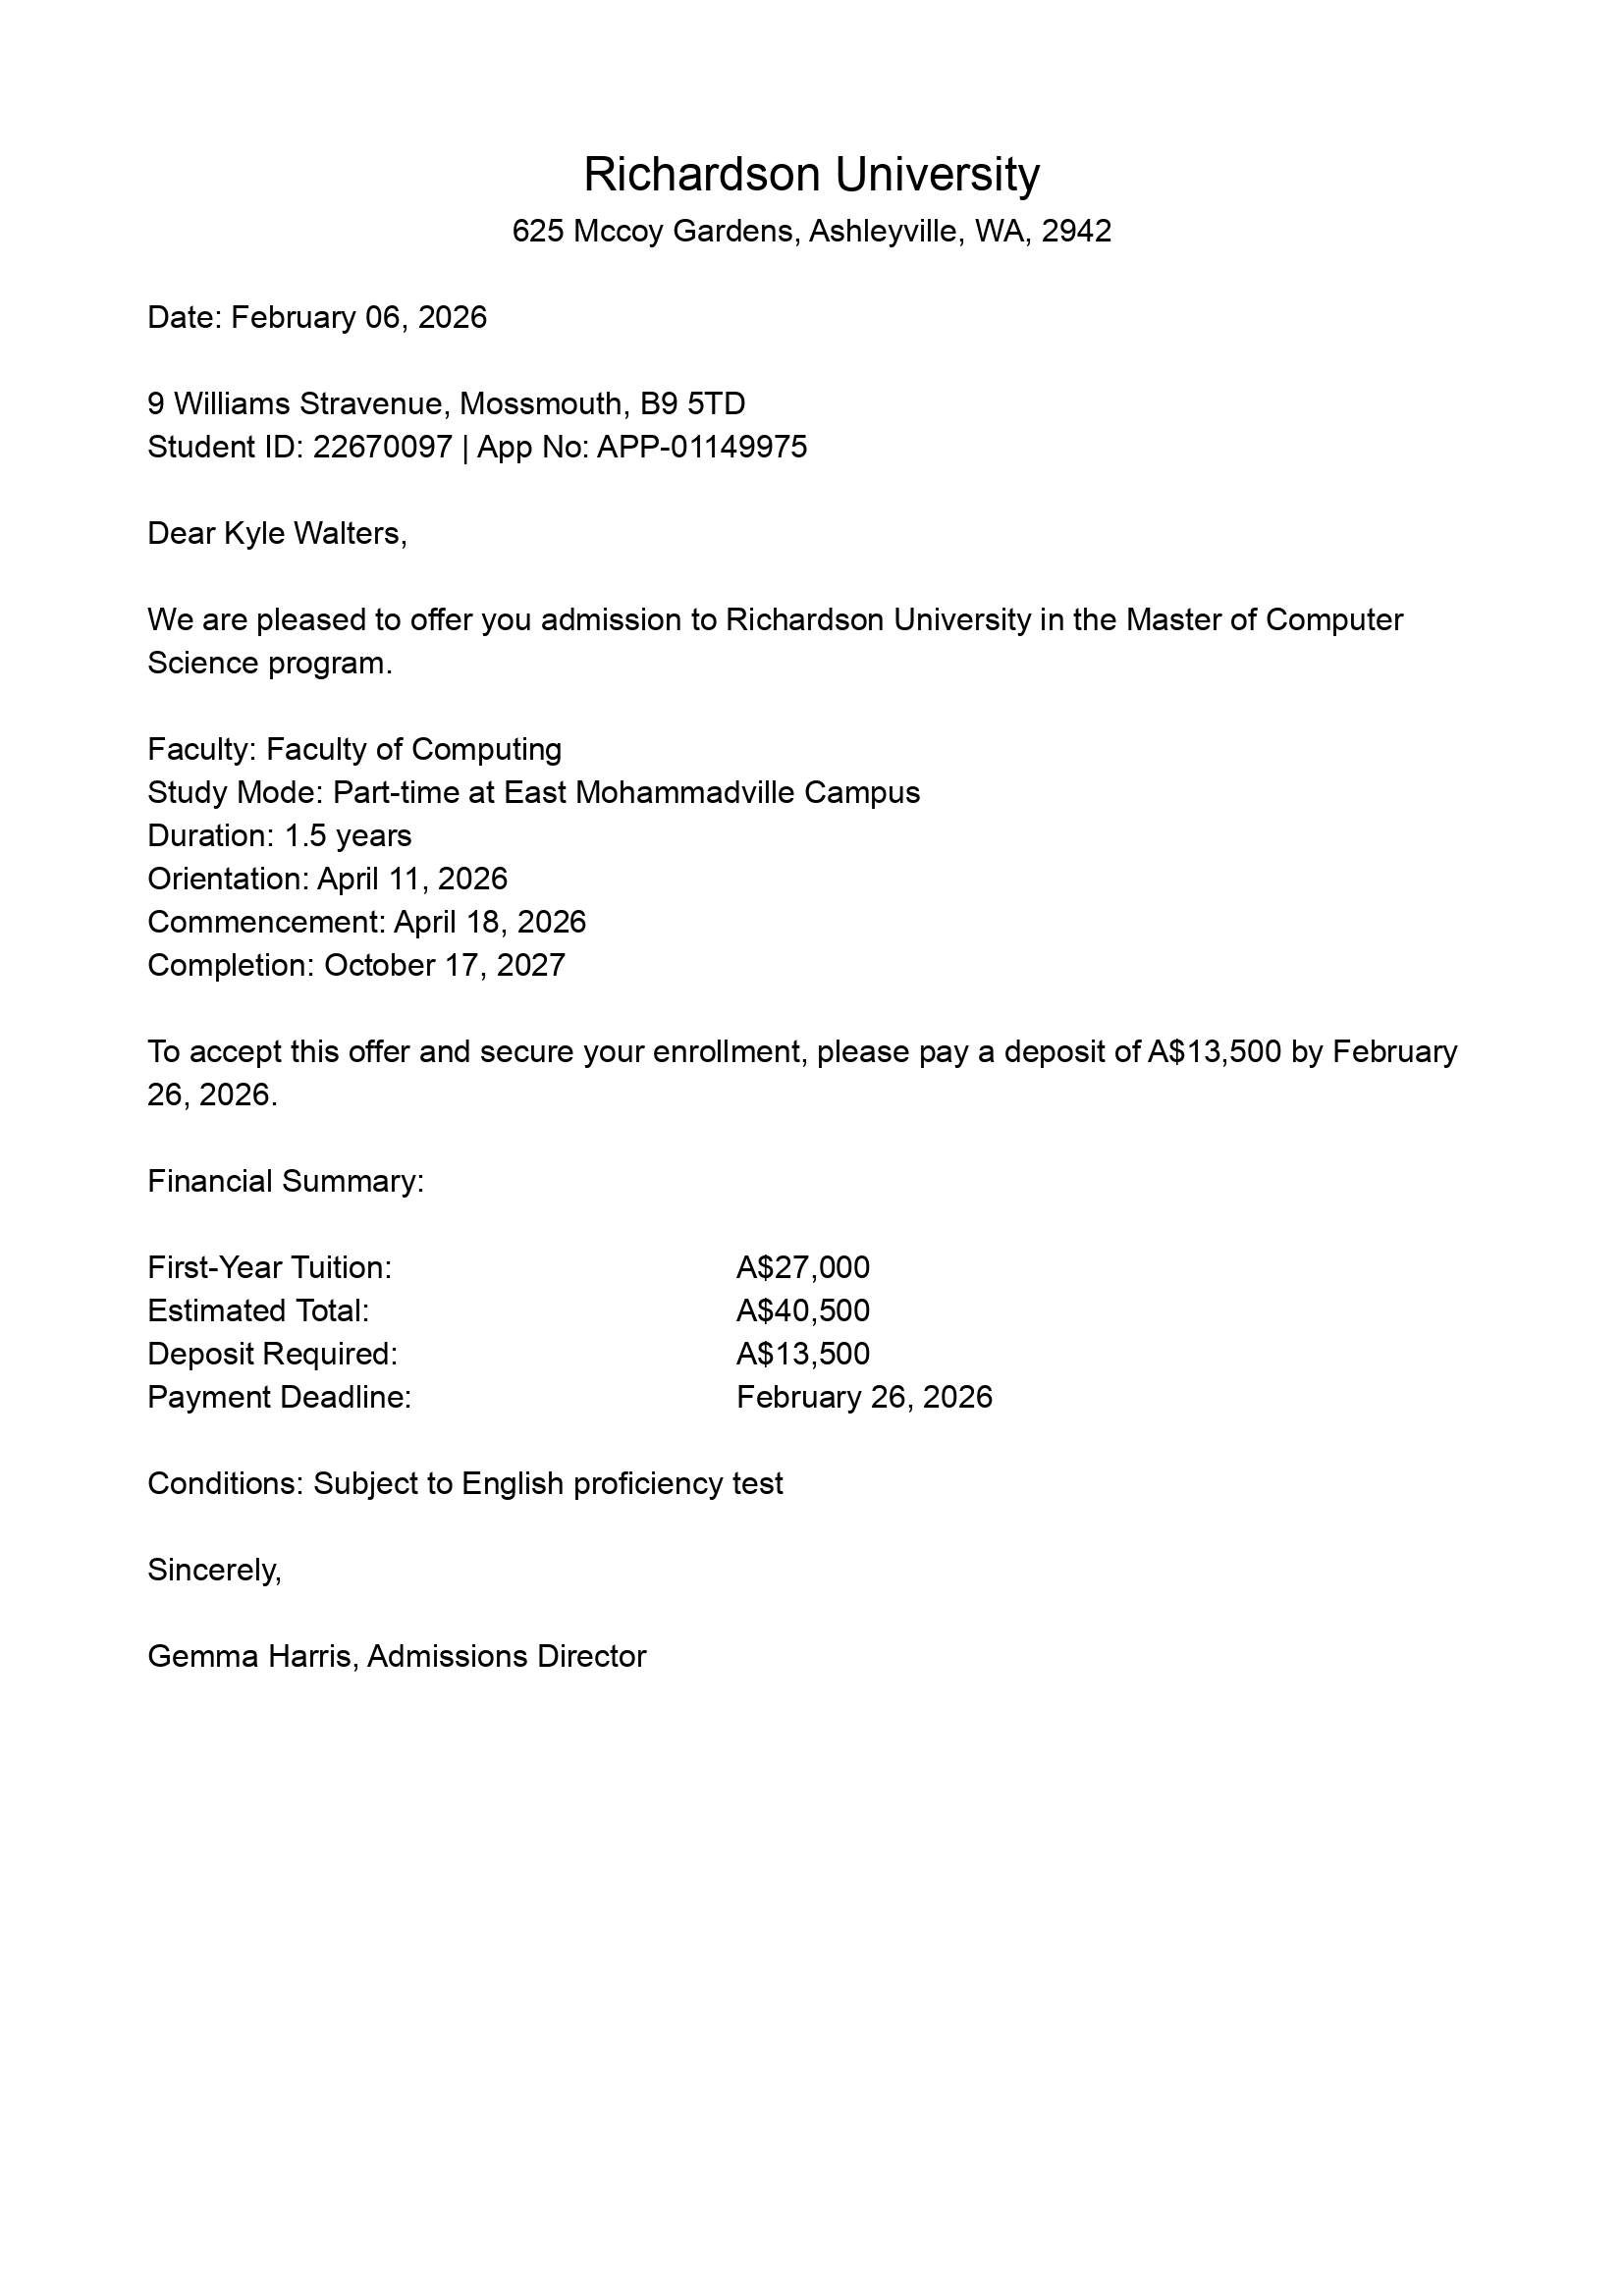 Richardson University
625 Mccoy Gardens, Ashleyville, WA, 2942
Date: February 06, 2026
9 Williams Stravenue, Mossmouth, B9 5TD
Student ID: 22670097 | App No: APP-01149975
Dear Kyle Walters,
We are pleased to offer you admission to Richardson University in the Master of Computer
Science program.
Faculty: Faculty of Computing
Study Mode: Part-time at East Mohammadville Campus
Duration: 1.5 years
Orientation: April 11, 2026
Commencement: April 18, 2026
Completion: October 17, 2027
To accept this offer and secure your enrollment, please pay a deposit of A$13,500 by February
26, 2026.
Financial Summary:
First-Year Tuition: A$27,000
Estimated Total: A$40,500
Deposit Required: A$13,500
Payment Deadline: February 26, 2026
Conditions: Subject to English proficiency test
Sincerely,
Gemma Harris, Admissions Director